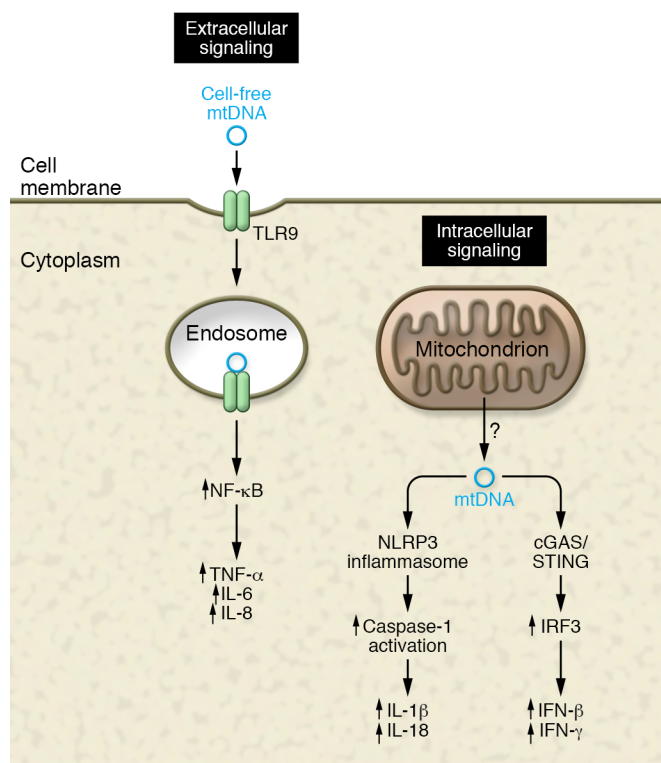 Extracellular
signaling
Cell-free
mtDNA
Cell
membrane
TLR9
Cytoplasm
Endosome
NF-κB
TNF-α
IL-6
IL-8
Intracellular
signaling
Mitochondrion
?
mtDNA
NLRP3
inflammasome
Caspase-1
activation
IL-1β
IL-18
cGAS/
STING
IRF3
IFN-β
IFN-γ